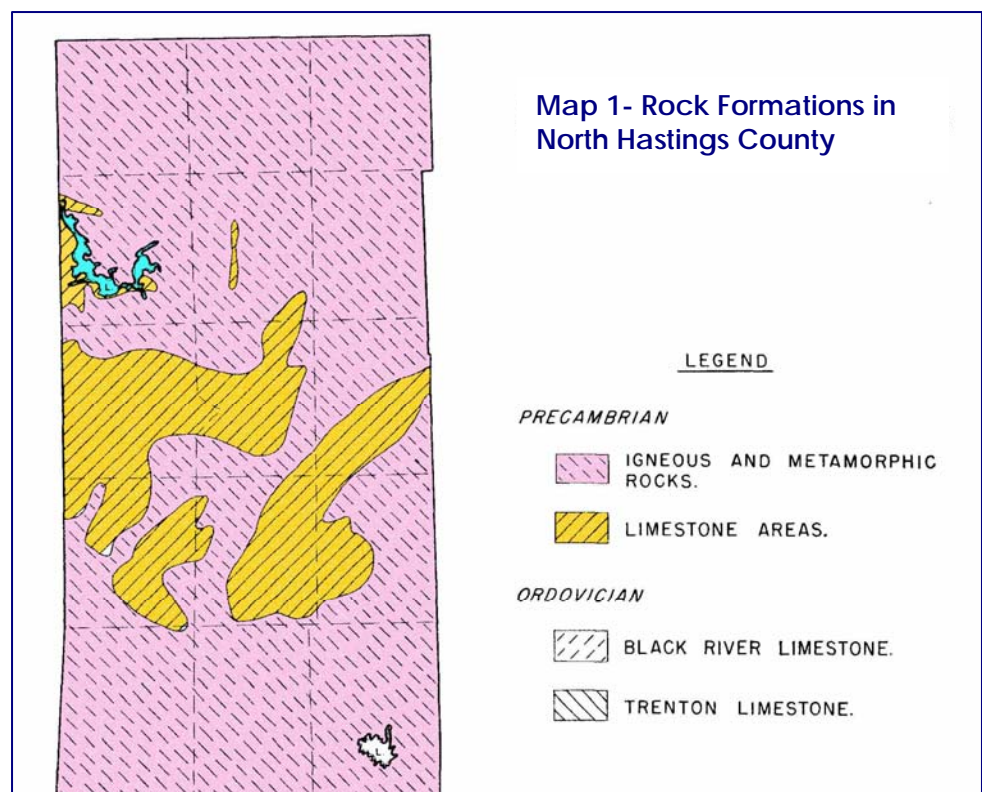 Map 1- Rock Formations in
North Hastings County
LEGEND
PRECAMBRIAN
IGNEOUS AND METAMORPHIC
ROCKS.
LIMESTONE AREAS.
ORDOVICIAN
BLACK RIVER LIMESTONE.
TRENTON LIMESTONE.